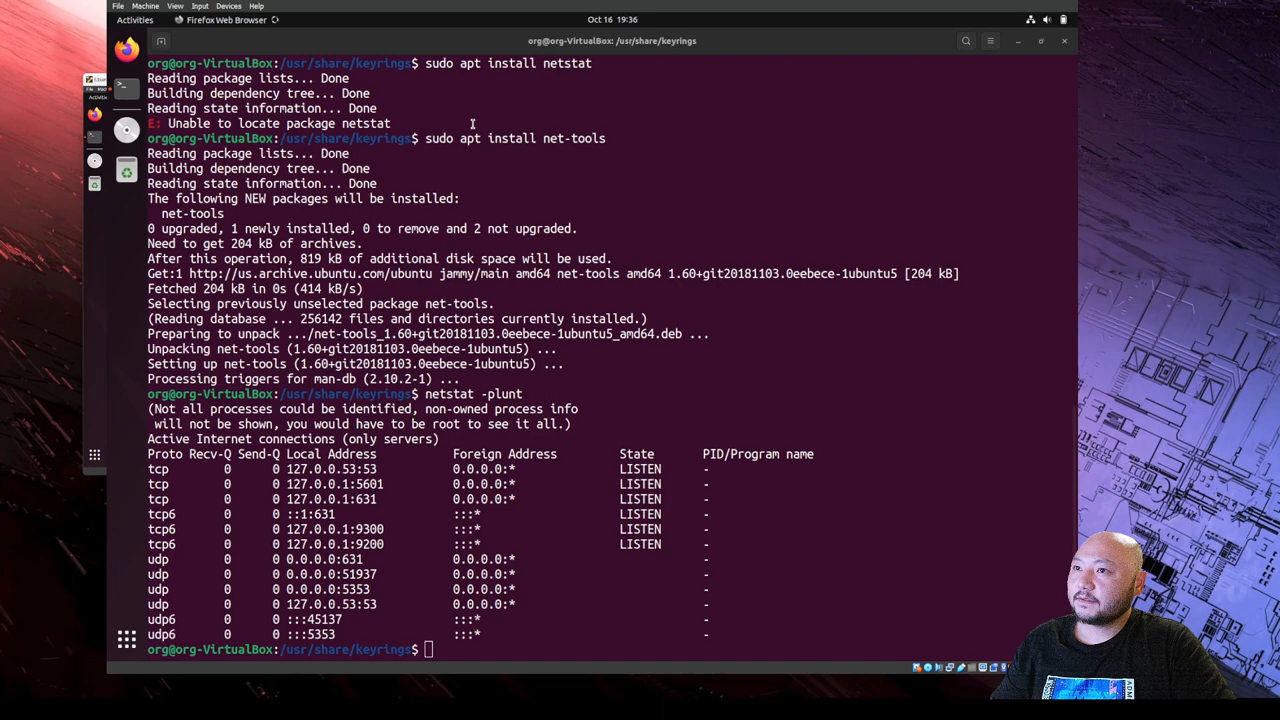 File Machine View Input Devices Help
Activities Firefox Web Browser Oct 16 19:36
org@org-VirtualBox: /usr/share/keyrings
org@org-VirtualBox:/usr/share/keyrings$ sudo apt install netstat
Reading package lists... Done
Building dependency tree... Done
Reading state information... Done
E: Unable to locate package netstat
org@org-VirtualBox:/usr/share/keyrings$ sudo apt install net-tools
Reading package lists... Done
Building dependency tree... Done
Reading state information... Done
The following NEW packages will be installed:
net-tools
0 upgraded, 1 newly installed, 0 to remove and 2 not upgraded.
Need to get 204 kB of archives.
After this operation, 819 kB of additional disk space will be used.
Get:1 http://us.archive.ubuntu.com/ubuntu jammy/main amd64 net-tools amd64 1.60+git20181103.0eebece-1ubuntu5 [204 kB]
Fetched 204 kB in 0s (414 kB/s)
Selecting previously unselected package net-tools.
(Reading database ... 256142 files and directories currently installed.)
Preparing to unpack .../net-tools_1.60+git20181103.0eebece-1ubuntu5_amd64.deb ...
Unpacking net-tools (1.60+git20181103.0eebece-1ubuntu5) ...
Setting up net-tools (1.60+git20181103.0eebece-1ubuntu5) ...
Processing triggers for man-db (2.10.2-1) ...
org@org-VirtualBox:/usr/share/keyrings$ netstat -plunt
(Not all processes could be identified, non-owned process info
will not be shown, you would have to be root to see it all.)
Active Internet connections (only servers)
Proto Recv-Q Send-Q Local Address Foreign Address State PID/Program name
tcp 0 0 127.0.0.53:53 0.0.0.0:* LISTEN -
tcp 0 0 127.0.0.1:5601 0.0.0.0:* LISTEN -
tcp 0 0 127.0.0.1:631 0.0.0.0:* LISTEN -
tcp6 0 0 ::1:631 :::* LISTEN -
tcp6 0 0 127.0.0.1:9300 :::* LISTEN -
tcp6 0 0 127.0.0.1:9200 :::* LISTEN -
udp 0 0 0.0.0.0:631 0.0.0.0:* -
udp 0 0 0.0.0.0:51937 0.0.0.0:* -
udp 0 0 0.0.0.0:5353 0.0.0.0:* -
udp 0 0 127.0.0.53:53 0.0.0.0:* -
udp6 0 0 :::45137 :::* -
udp6 0 0 :::5353 :::* -
org@org-VirtualBox:/usr/share/keyrings$